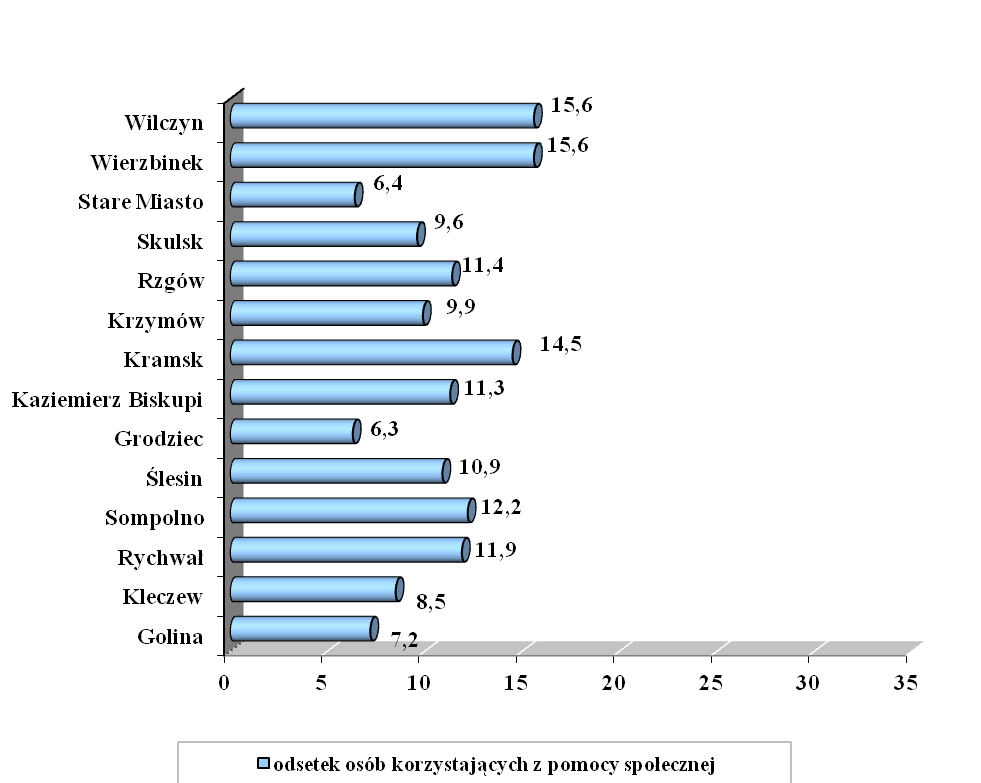 Wilczyn 15,6
Wierzbinek 15,6
Stare Miasto 6,4
Skulsk 9,6
Rzgów 11,4
Krzymów 9,9
Kramsk 14,5
Kaziemierz Biskupi 11,3
Grodziec 6,3
Ślesin 10,9
Sompolno 12,2
Rychwał 11,9
Kleczew 8,5
Golina 7,2
0 5 10 15 20 25 30 35
odsetek osób korzystających z pomocy społecznej